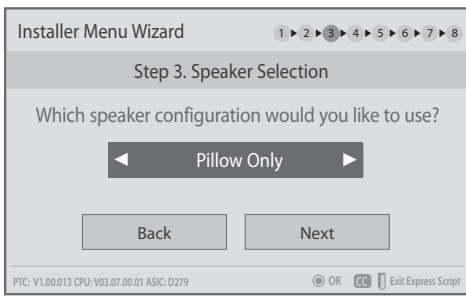 Installer Menu Wizard 1 ▶ 2 ▶ 3 ▶ 4 ▶ 5 ▶ 6 ▶ 7 ▶ 8
Step 3. Speaker Selection
Which speaker configuration would you like to use?
◀ Pillow Only ▶
Back Next
PTC: V1.00.013 CPU: V03.07.00.01 ASIC: D279 OK CC Exit Express Script